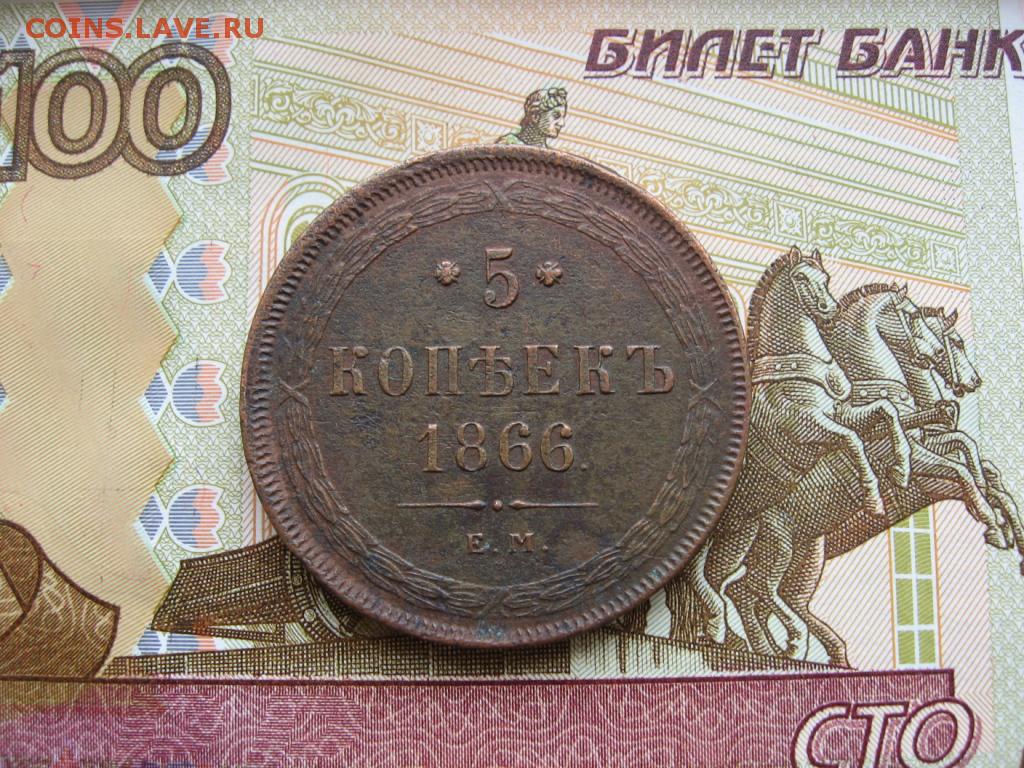 COINS.LAVE.RU
100
БИЛЕТ БАНК
* 5 *
КОПѢЕКЪ
1866.
Е.М.
СТО